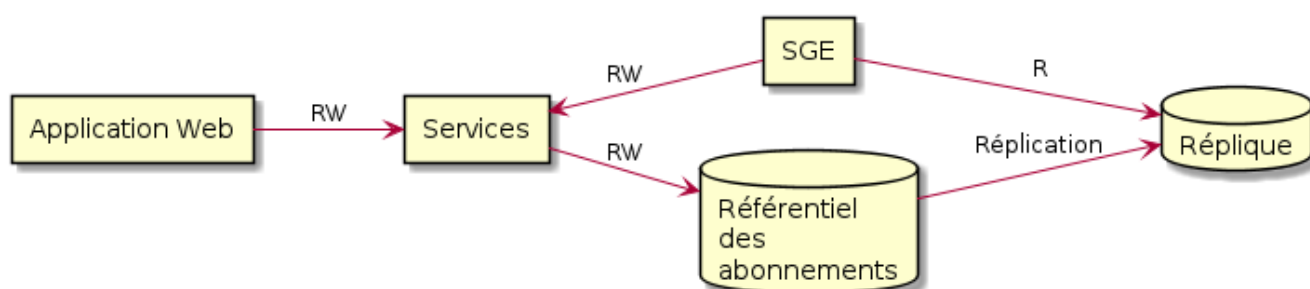 SGE
RW
R
Application Web
RW
Services
RW
Réplication
Réplique
Référentiel
des
abonnements